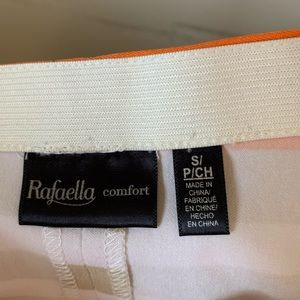 Rafaella comfort
S/
P/CH
MADE IN
CHINA/
FABRIQUÉ
EN CHINE/
HECHO
EN CHINA